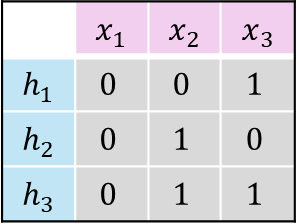 x₁ x₂ x₃
h₁ 0 0 1
h₂ 0 1 0
h₃ 0 1 1